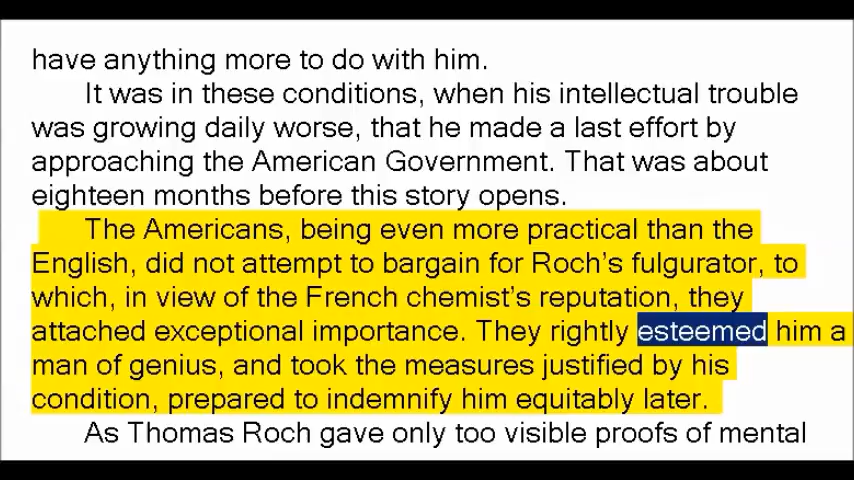 have anything more to do with him.
It was in these conditions, when his intellectual trouble
was growing daily worse, that he made a last effort by
approaching the American Government. That was about
eighteen months before this story opens.
The Americans, being even more practical than the
English, did not attempt to bargain for Roch’s fulgurator, to
which, in view of the French chemist’s reputation, they
attached exceptional importance. They rightly esteemed him a
man of genius, and took the measures justified by his
condition, prepared to indemnify him equitably later.
As Thomas Roch gave only too visible proofs of mental